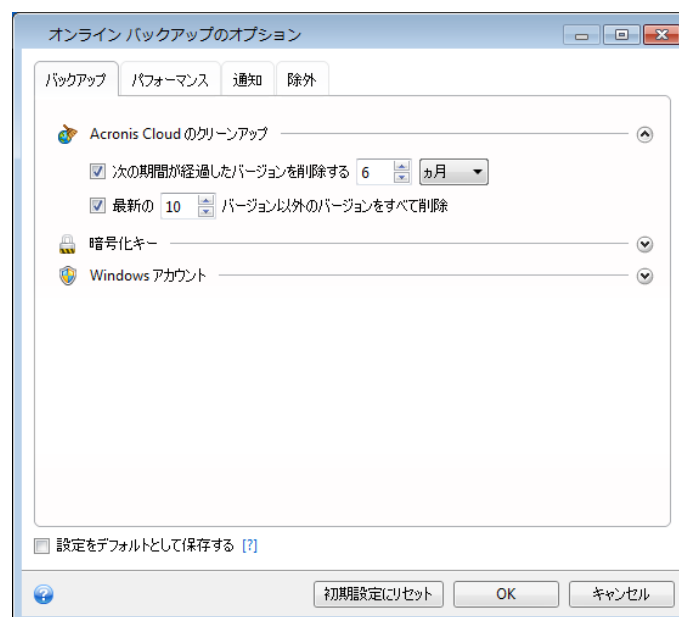 オンライン バックアップのオプション
バックアップ パフォーマンス 通知 除外
Acronis Cloud のクリーンアップ
次の期間が経過したバージョンを削除する 6 ヵ月
最新の 10 バージョン以外のバージョンをすべて削除
暗号化キー
Windows アカウント
設定をデフォルトとして保存する [?]
初期設定にリセット OK キャンセル